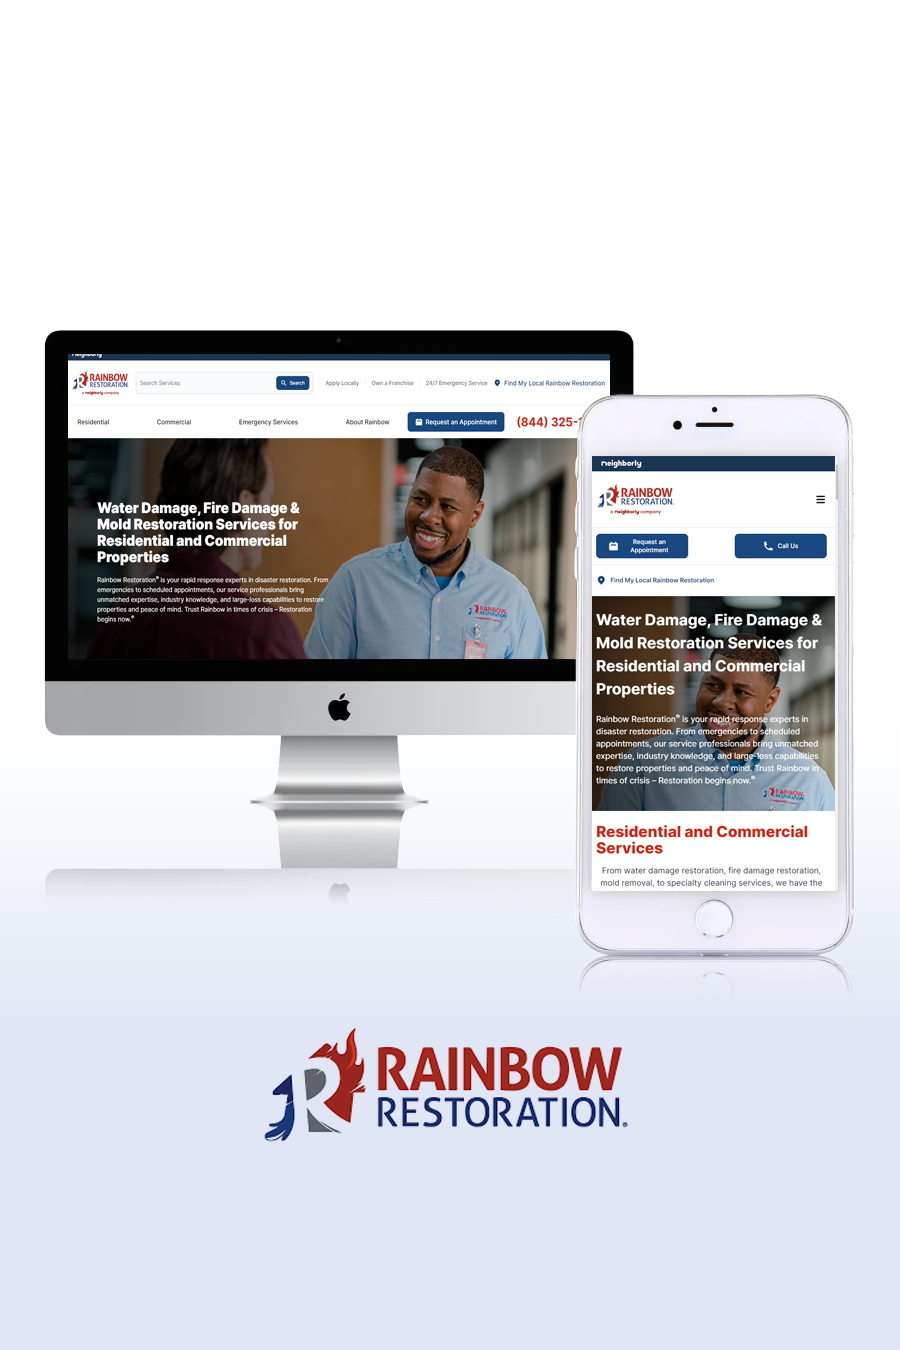 neighborly
RAINBOW
RESTORATION.
a neighborly company
Search Services
Search
Apply Locally
Own a Franchise
24/7 Emergency Service
Find My Local Rainbow Restoration
Residential
Commercial
Emergency Services
About Rainbow
Request an Appointment
(844) 325-
Water Damage, Fire Damage &
Mold Restoration Services for
Residential and Commercial
Properties
Rainbow Restoration® is your rapid response experts in disaster restoration. From
emergencies to scheduled appointments, our service professionals bring
unmatched expertise, industry knowledge, and large-loss capabilities to restore
properties and peace of mind. Trust Rainbow in times of crisis – Restoration
begins now.®
RAINBOW
RESTORATION.
neighborly
RAINBOW
RESTORATION.
a neighborly company
Request an
Appointment
Call Us
Find My Local Rainbow Restoration
Water Damage, Fire Damage &
Mold Restoration Services for
Residential and Commercial
Properties
Rainbow Restoration® is your rapid response experts in
disaster restoration. From emergencies to scheduled
appointments, our service professionals bring unmatched
expertise, industry knowledge, and large-loss capabilities
to restore properties and peace of mind. Trust Rainbow in
times of crisis – Restoration begins now.®
RAINBOW
RESTORATION.
Residential and Commercial
Services
From water damage restoration, fire damage restoration,
mold removal, to specialty cleaning services, we have the
RAINBOW
RESTORATION®